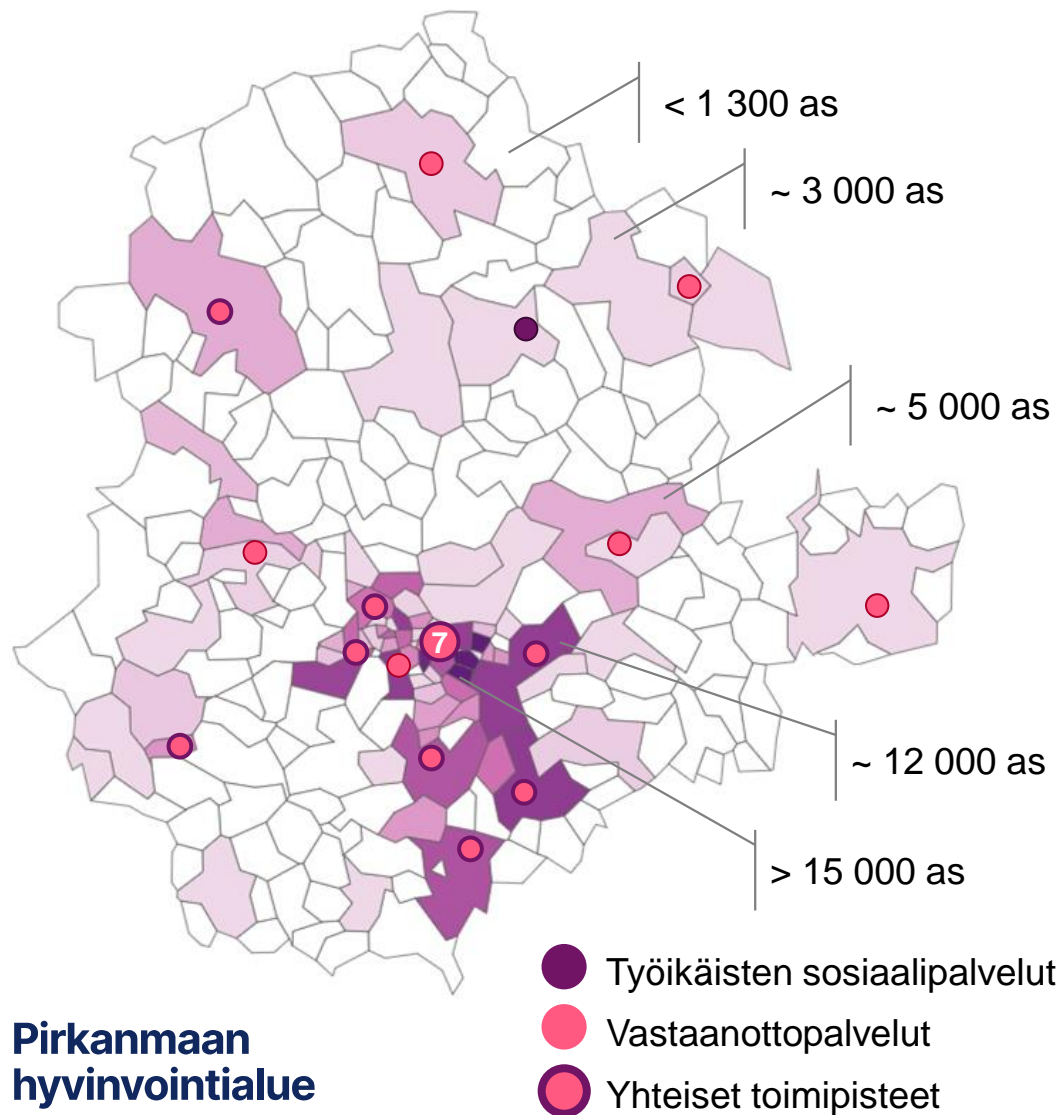 < 1 300 as
~ 3 000 as
~ 5 000 as
7
~ 12 000 as
> 15 000 as
Työikäisten sosiaalipalvelut
Vastaanottopalvelut
Yhteiset toimipisteet
Pirkanmaan
hyvinvointialue